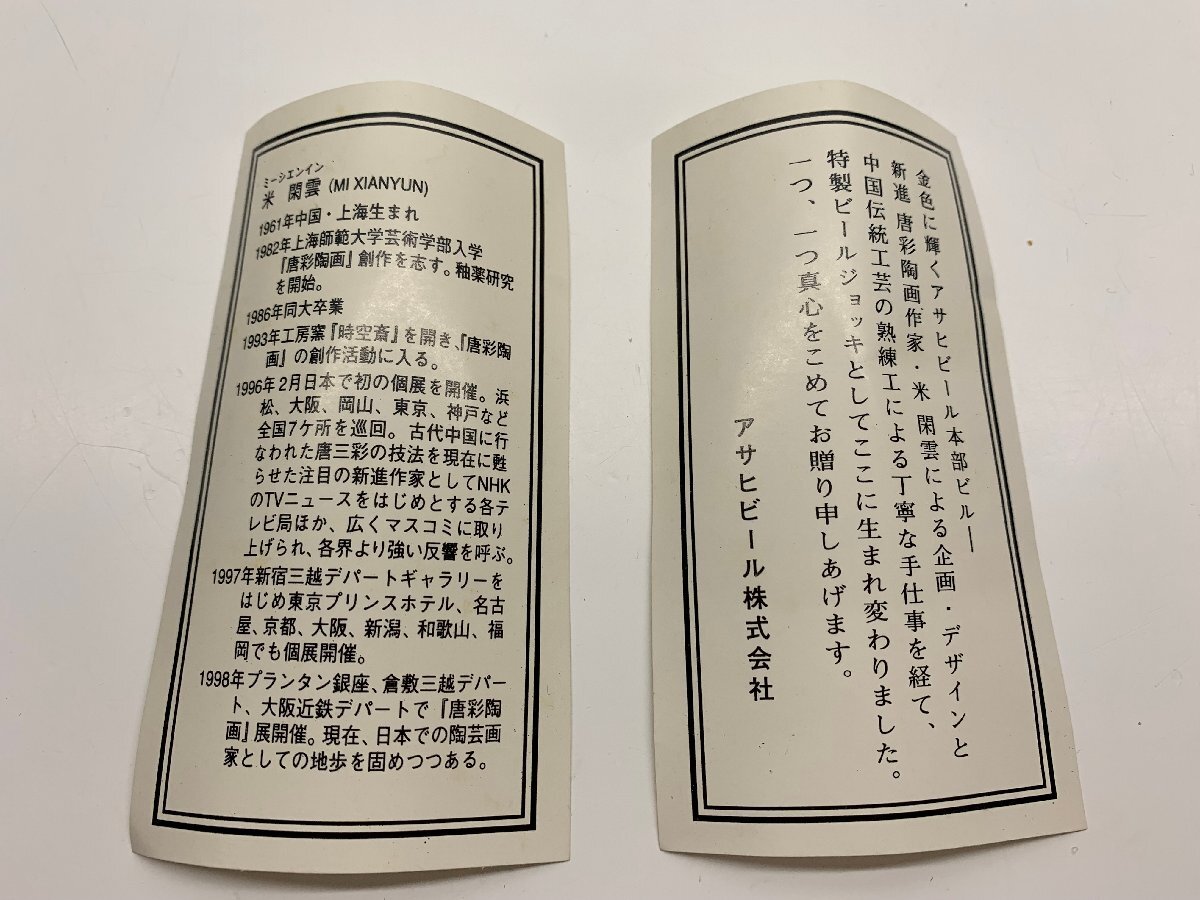 ミーシエンイン
米 閑雲 (MI XIANYUN)
1961年中国・上海生まれ
1982年上海師範大学芸術学部入学
『唐彩陶画』創作を志す。釉薬研究
を開始。
1986年同大卒業
1993年工房窯『時空斎』を開き、『唐彩陶
画』の創作活動に入る。
1996年2月日本で初の個展を開催。浜
松、大阪、岡山、東京、神戸など
全国7ケ所を巡回。古代中国に行
なわれた唐三彩の技法を現在に甦
らせた注目の新進作家としてNHK
のTVニュースをはじめとする各テ
レビ局ほか、広くマスコミに取り
上げられ、各界より強い反響を呼ぶ。
1997年新宿三越デパートギャラリーを
はじめ東京プリンスホテル、名古
屋、京都、大阪、新潟、和歌山、福
岡でも個展開催。
1998年プランタン銀座、倉敷三越デパー
ト、大阪近鉄デパートで『唐彩陶
画』展開催。現在、日本での陶芸画
家としての地歩を固めつつある。
金色に輝くアサヒビール本部ビル―
新進 唐彩陶画作家・米 閑雲による企画・デザインと
中国伝統工芸の熟練工による丁寧な手仕事を経て、
特製ビールジョッキとしてここに生まれ変わりました。
一つ、一つ真心をこめてお贈り申しあげます。
アサヒビール株式会社